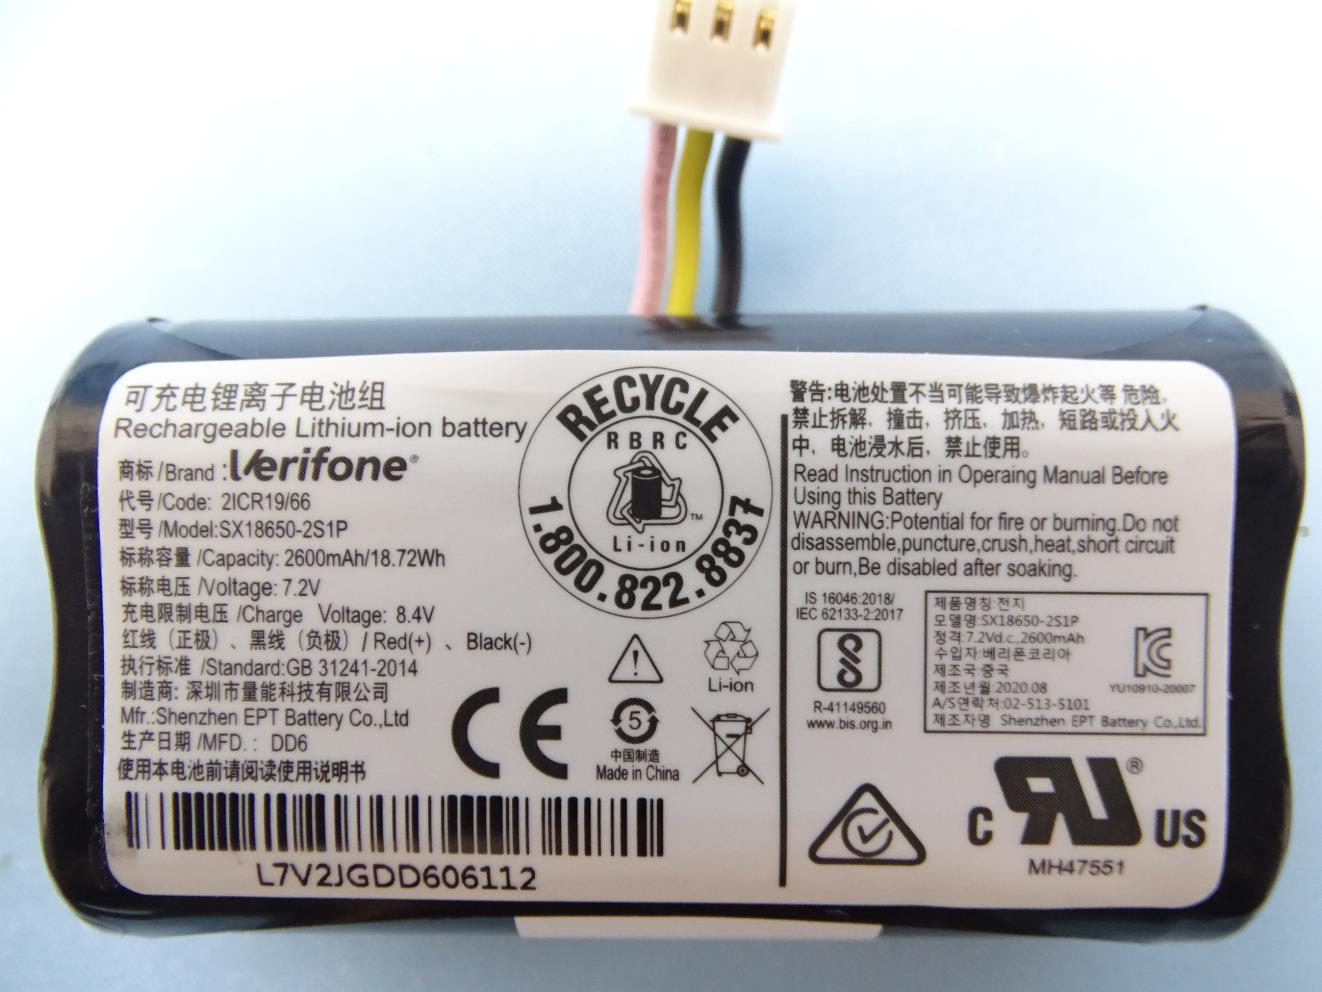 可充电锂离子电池组
Rechargeable Lithium-ion battery
商标 /Brand : Verifone®
代号 /Code: 2ICR19/66
型号 /Model:SX18650-2S1P
标称容量 /Capacity: 2600mAh/18.72Wh
标称电压 /Voltage: 7.2V
充电限制电压 /Charge Voltage: 8.4V
红线（正极）、黑线（负极）/ Red(+) 、Black(-)
执行标准 /Standard:GB 31241-2014
制造商: 深圳市量能科技有限公司
Mfr.:Shenzhen EPT Battery Co.,Ltd
生产日期 /MFD. : DD6
使用本电池前请阅读使用说明书
L7V2JGDD606112
RECYCLE
RBRC
TM
Li-ion
1.800.822.8837
Li-ion
5
中国制造
Made in China
CE
警告:电池处置不当可能导致爆炸起火等 危险,
禁止拆解, 撞击, 挤压, 加热, 短路或投入火
中, 电池浸水后, 禁止使用。
Read Instruction in Operaing Manual Before
Using this Battery
WARNING:Potential for fire or burning.Do not
disassemble,puncture,crush,heat,short circuit
or burn,Be disabled after soaking.
IS 16046:2018/
IEC 62133-2:2017
R-41149560
www.bis.org.in
제품명칭:전지
모델명:SX18650-2S1P
정격:7.2Vd.c.,2600mAh
수입자:베리폰코리아
제조국:중국
제조년월 2020.08
A/S연락처:02-513-5101
제조자명 Shenzhen EPT Battery Co.,Ltd.
KC
YU10910-20007
C RU® US
MH47551